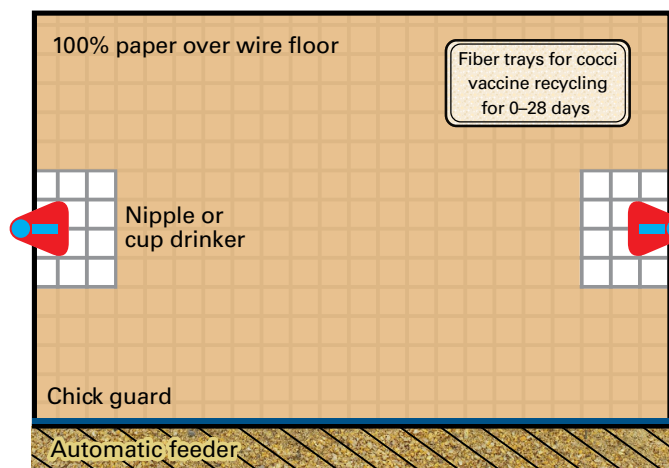 100% paper over wire floor
Fiber trays for cocci
vaccine recycling
for 0–28 days
Nipple or
cup drinker
Chick guard
Automatic feeder